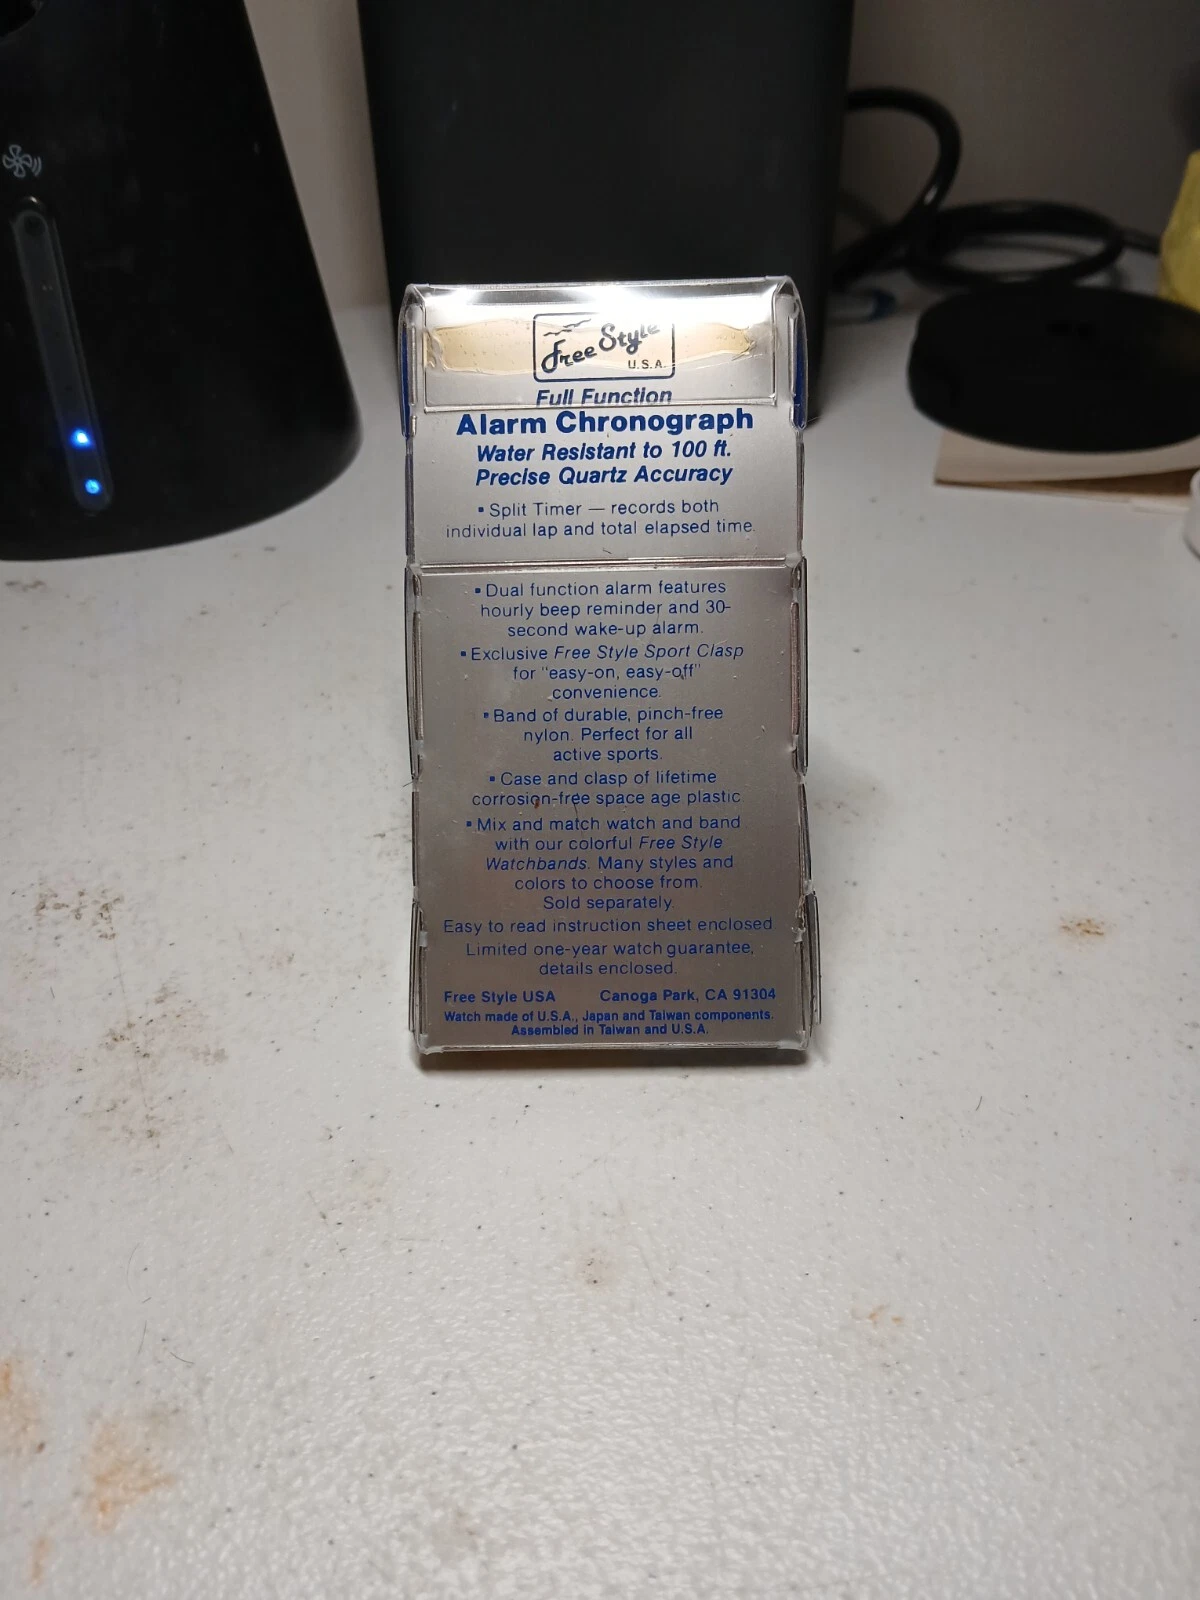 Free Style
U.S.A.
Full Function
Alarm Chronograph
Water Resistant to 100 ft.
Precise Quartz Accuracy
▪ Split Timer — records both
individual lap and total elapsed time.
▪ Dual function alarm features
hourly beep reminder and 30-
second wake-up alarm.
▪ Exclusive Free Style Sport Clasp
for "easy-on, easy-off"
convenience.
▪ Band of durable, pinch-free
nylon. Perfect for all
active sports.
▪ Case and clasp of lifetime
corrosion-free space age plastic
▪ Mix and match watch and band
with our colorful Free Style
Watchbands. Many styles and
colors to choose from.
Sold separately.
Easy to read instruction sheet enclosed.
Limited one-year watch guarantee,
details enclosed.
Free Style USA Canoga Park, CA 91304
Watch made of U.S.A., Japan and Taiwan components.
Assembled in Taiwan and U.S.A.